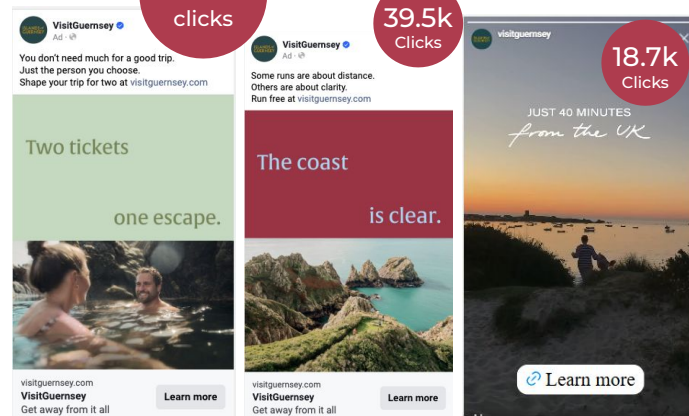 clicks
VisitGuernsey
Ad ·
You don't need much for a good trip.
Just the person you choose.
Shape your trip for two at visitguernsey.com
Two tickets
one escape.
visitguernsey.com
VisitGuernsey
Get away from it all
Learn more
39.5k
Clicks
VisitGuernsey
Ad ·
Some runs are about distance.
Others are about clarity.
Run free at visitguernsey.com
The coast
is clear.
visitguernsey.com
VisitGuernsey
Get away from it all
Learn more
visitguernsey
18.7k
Clicks
JUST 40 MINUTES
from the UK
Learn more